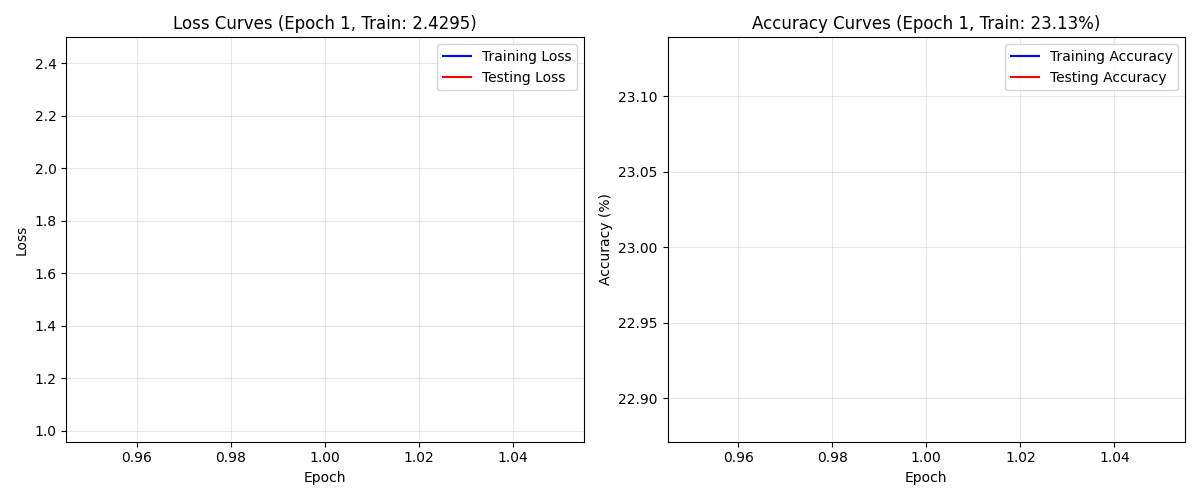 Loss Curves (Epoch 1, Train: 2.4295)
Training Loss
Testing Loss
Loss
2.4
2.2
2.0
1.8
1.6
1.4
1.2
1.0
0.96 0.98 1.00 1.02 1.04
Epoch
Accuracy Curves (Epoch 1, Train: 23.13%)
Training Accuracy
Testing Accuracy
Accuracy (%)
23.10
23.05
23.00
22.95
22.90
0.96 0.98 1.00 1.02 1.04
Epoch